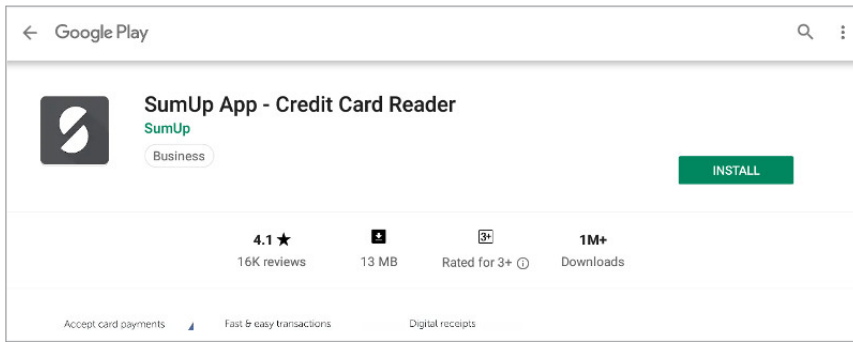 Google Play
SumUp App - Credit Card Reader
SumUp
Business
INSTALL
4.1 ★ 3+ 1M+
16K reviews 13 MB Rated for 3+ Downloads
Accept card payments Fast & easy transactions Digital receipts